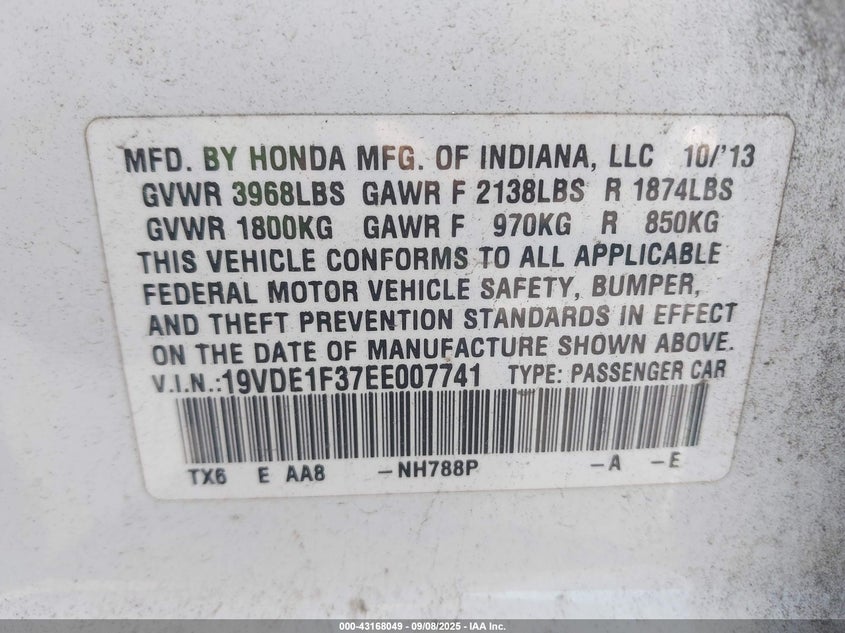 MFD. BY HONDA MFG. OF INDIANA, LLC 10/'13
GVWR 3968LBS GAWR F 2138LBS R 1874LBS
GVWR 1800KG GAWR F 970KG R 850KG
THIS VEHICLE CONFORMS TO ALL APPLICABLE
FEDERAL MOTOR VEHICLE SAFETY, BUMPER,
AND THEFT PREVENTION STANDARDS IN EFFECT
ON THE DATE OF MANUFACTURE SHOWN ABOVE.
V.I.N.:19VDE1F37EE007741 TYPE: PASSENGER CAR
TX6 E AA8 -NH788P -A -E
000-43168049 - 09/08/2025 - IAA Inc.